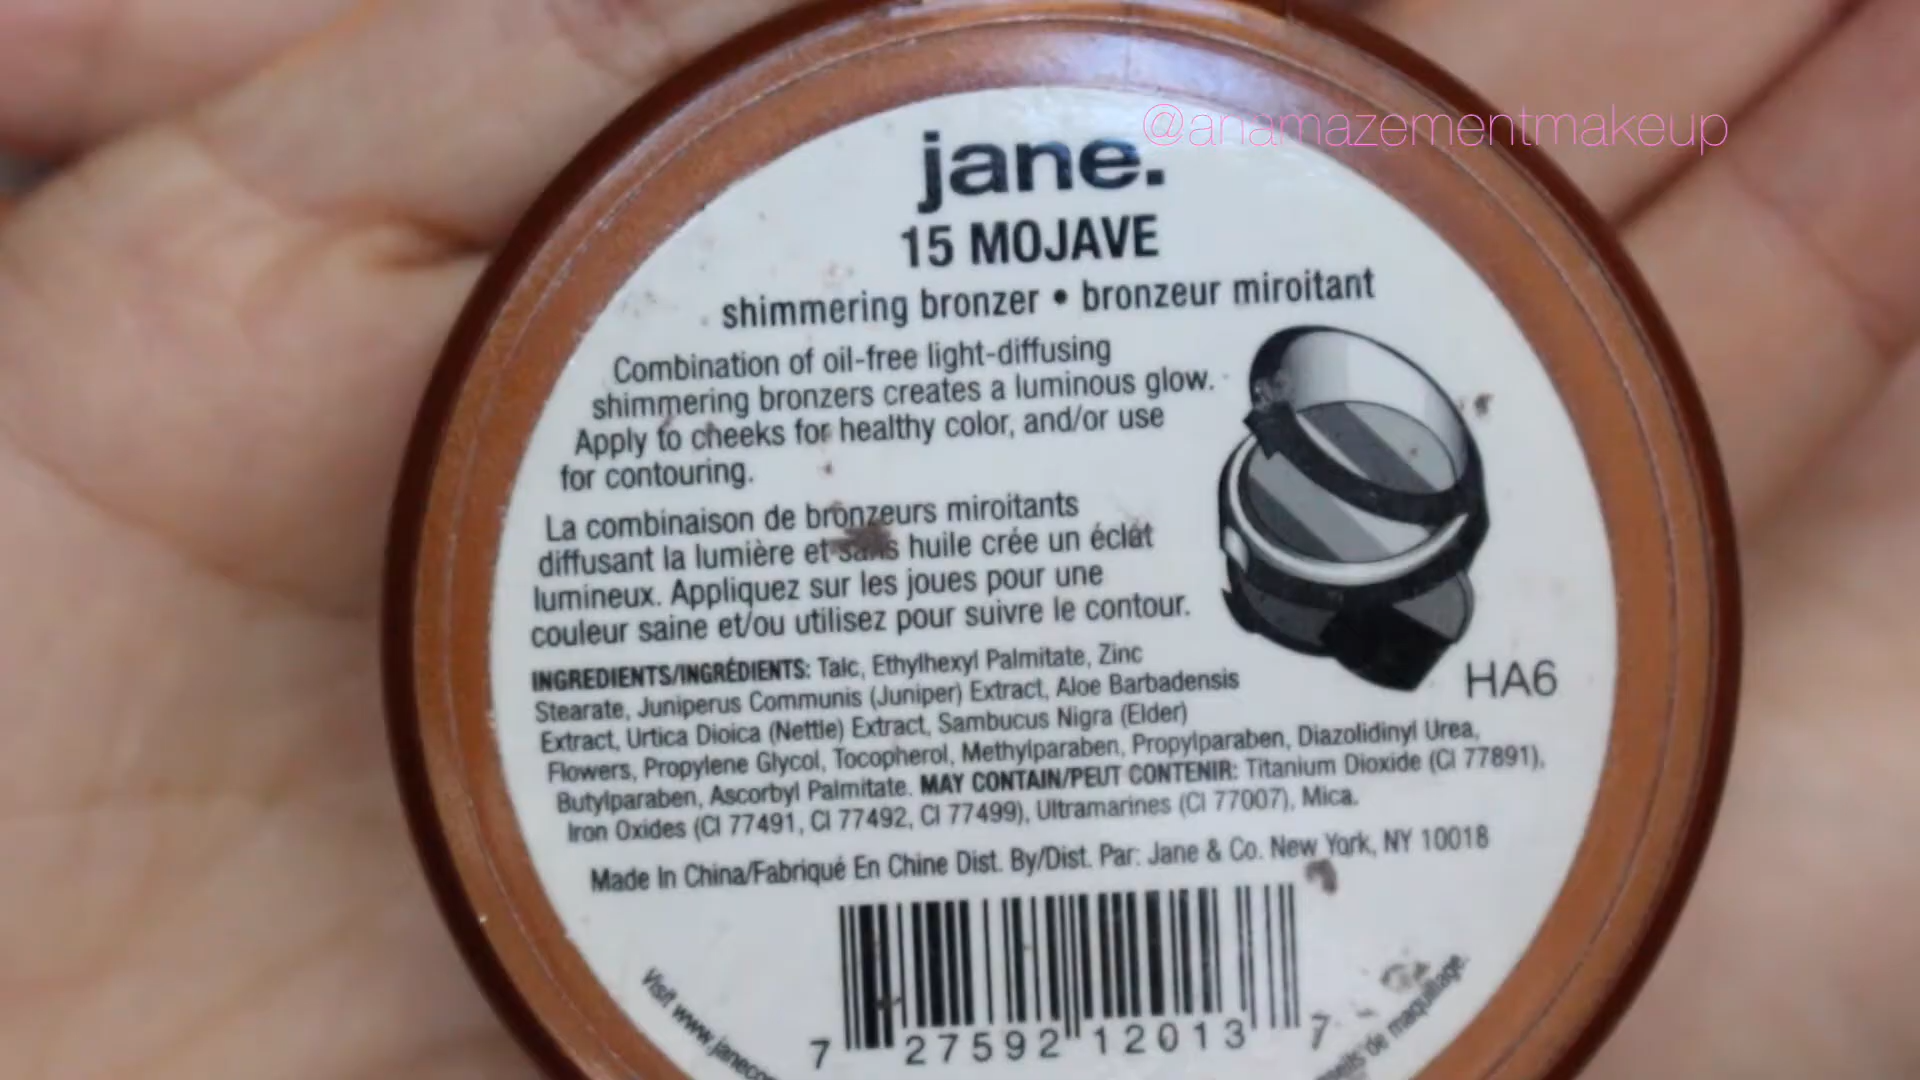 @anamazementmakeup
jane.
15 MOJAVE
shimmering bronzer • bronzeur miroitant
Combination of oil-free light-diffusing
shimmering bronzers creates a luminous glow.
Apply to cheeks for healthy color, and/or use
for contouring.
La combinaison de bronzeurs miroitants
diffusant la lumière et sans huile crée un éclat
lumineux. Appliquez sur les joues pour une
couleur saine et/ou utilisez pour suivre le contour.
INGREDIENTS/INGRÉDIENTS: Talc, Ethylhexyl Palmitate, Zinc
Stearate, Juniperus Communis (Juniper) Extract, Aloe Barbadensis
Extract, Urtica Dioica (Nettle) Extract, Sambucus Nigra (Elder)
Flowers, Propylene Glycol, Tocopherol, Methylparaben, Propylparaben, Diazolidinyl Urea,
Butylparaben, Ascorbyl Palmitate. MAY CONTAIN/PEUT CONTENIR: Titanium Dioxide (CI 77891),
Iron Oxides (CI 77491, CI 77492, CI 77499), Ultramarines (CI 77007), Mica.
HA6
Made In China/Fabriqué En Chine Dist. By/Dist. Par: Jane & Co. New York, NY 10018
7 27592 12013 7
Visit
de maquillage.